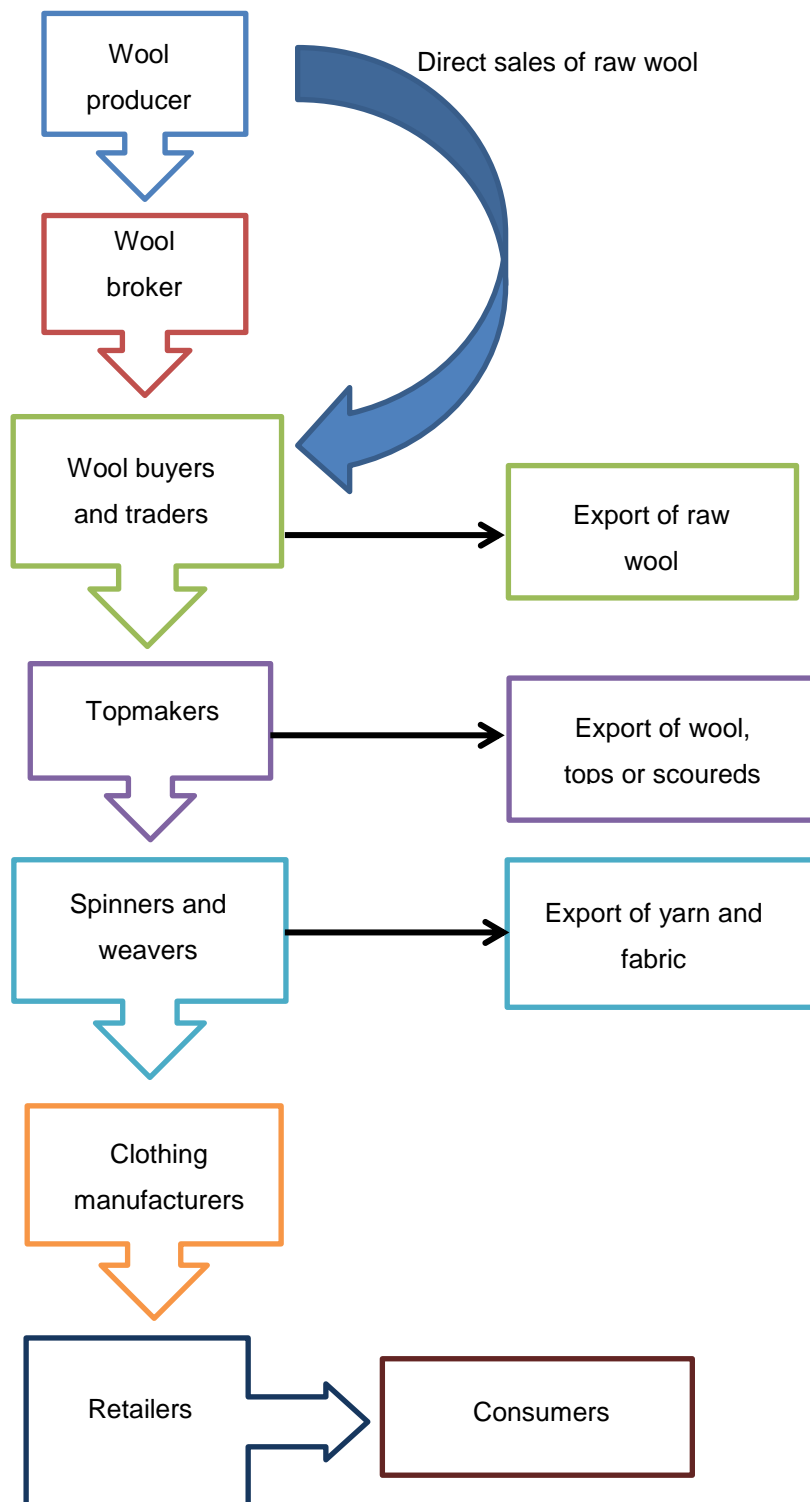 Wool
producer
Direct sales of raw wool
Wool
broker
Wool buyers
and traders
Export of raw
wool
Topmakers
Export of wool,
tops or scoureds
Spinners and
weavers
Export of yarn and
fabric
Clothing
manufacturers
Retailers
Consumers